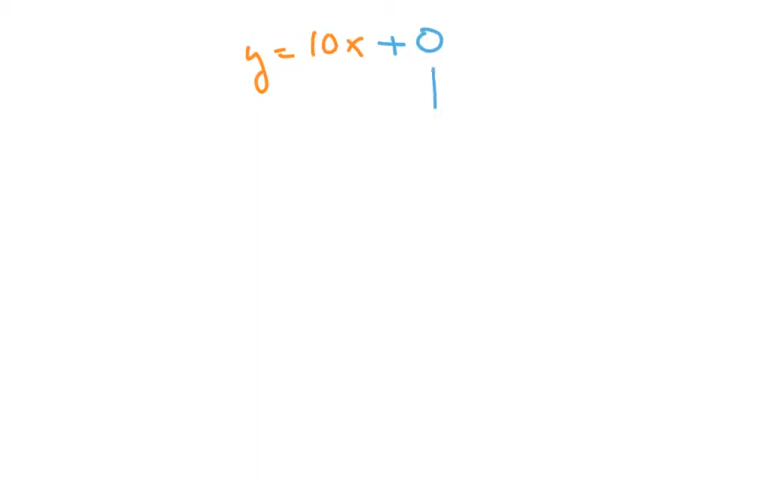 y = 10x + 0